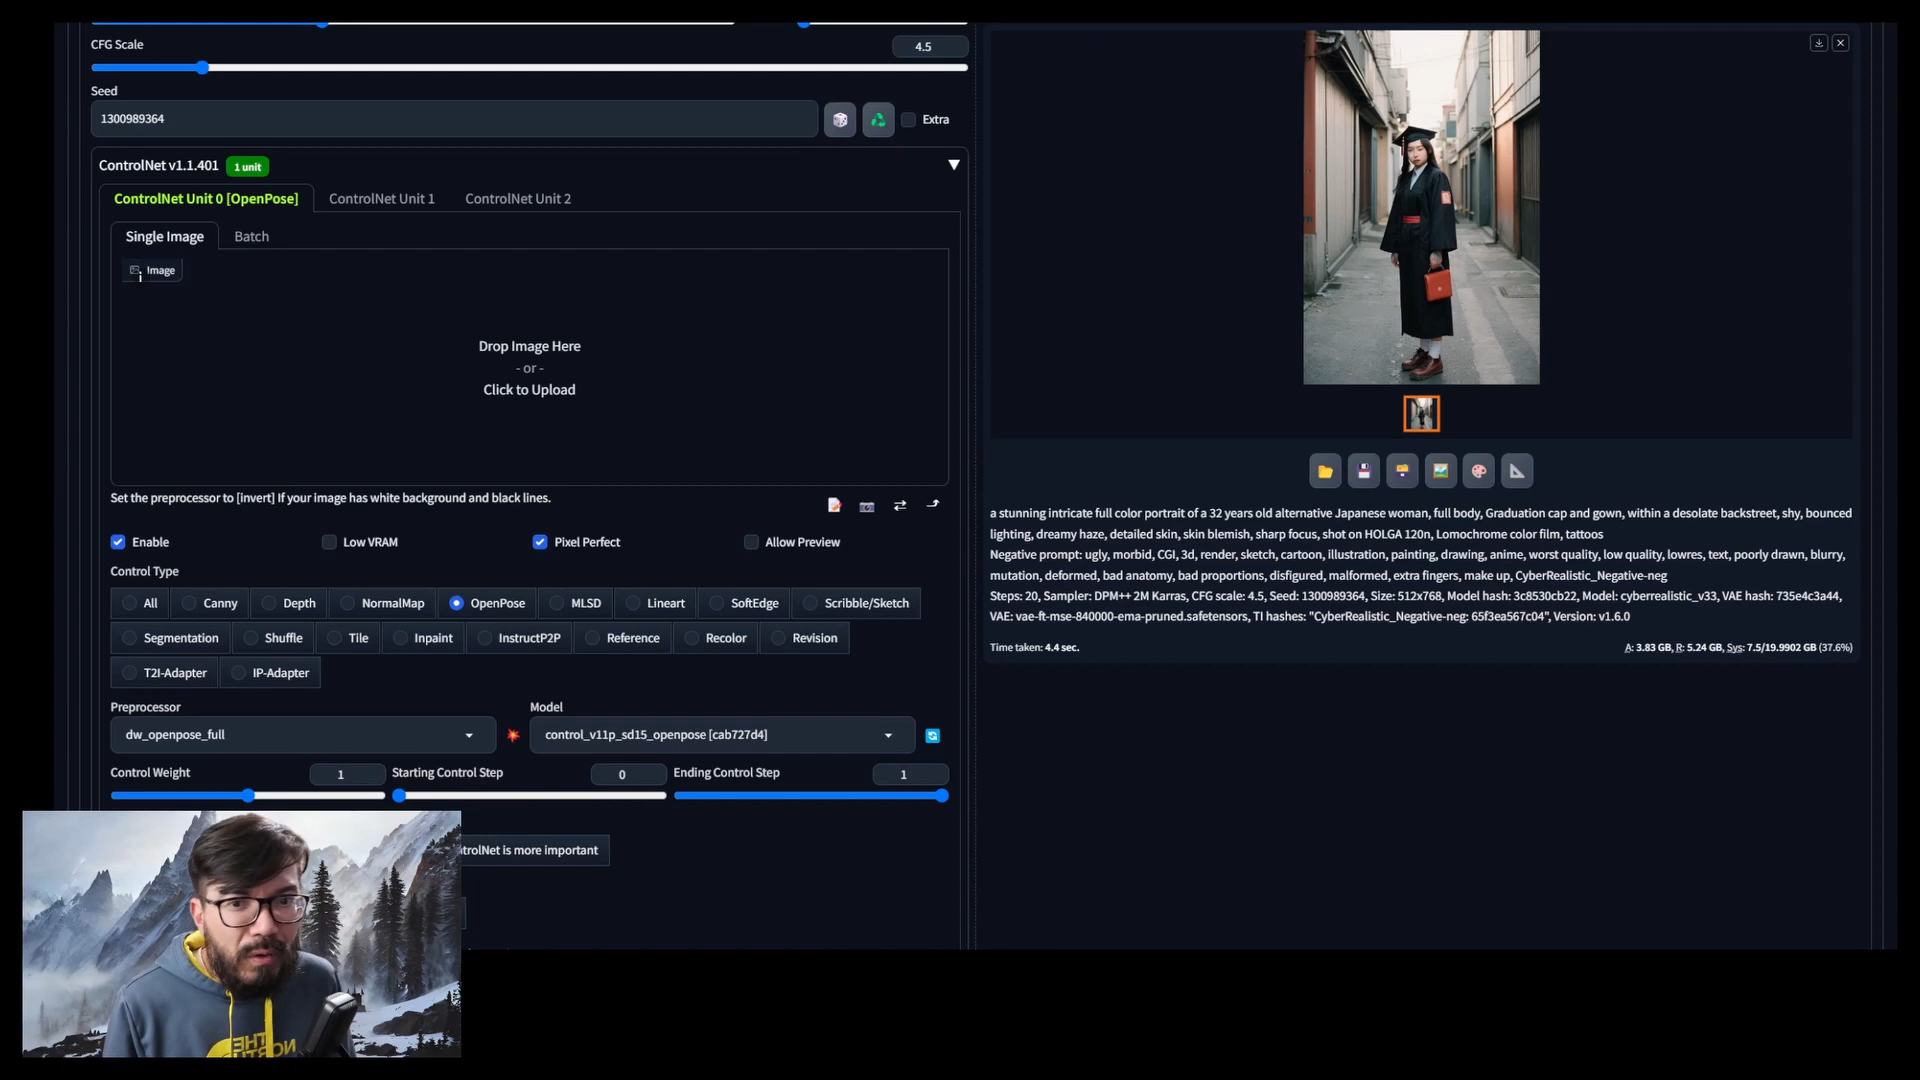 CFG Scale
4.5
Seed
1300989364
Extra
ControlNet v1.1.401
1 unit
ControlNet Unit 0 [OpenPose]
ControlNet Unit 1
ControlNet Unit 2
Single Image
Batch
Image
Drop Image Here
- or -
Click to Upload
Set the preprocessor to [invert] If your image has white background and black lines.
Enable
Low VRAM
Pixel Perfect
Allow Preview
Control Type
All
Canny
Depth
NormalMap
OpenPose
MLSD
Lineart
SoftEdge
Scribble/Sketch
Segmentation
Shuffle
Tile
Inpaint
InstructP2P
Reference
Recolor
Revision
T2I-Adapter
IP-Adapter
Preprocessor
Model
dw_openpose_full
control_v11p_sd15_openpose [cab727d4]
Control Weight
1
Starting Control Step
0
Ending Control Step
1
trolNet is more important
THE
NORTH
a stunning intricate full color portrait of a 32 years old alternative Japanese woman, full body, Graduation cap and gown, within a desolate backstreet, shy, bounced
lighting, dreamy haze, detailed skin, skin blemish, sharp focus, shot on HOLGA 120n, Lomochrome color film, tattoos
Negative prompt: ugly, morbid, CGI, 3d, render, sketch, cartoon, illustration, painting, drawing, anime, worst quality, low quality, lowres, text, poorly drawn, blurry,
mutation, deformed, bad anatomy, bad proportions, disfigured, malformed, extra fingers, make up, CyberRealistic_Negative-neg
Steps: 20, Sampler: DPM++ 2M Karras, CFG scale: 4.5, Seed: 1300989364, Size: 512x768, Model hash: 3c8530cb22, Model: cyberrealistic_v33, VAE hash: 735e4c3a44,
VAE: vae-ft-mse-840000-ema-pruned.safetensors, TI hashes: "CyberRealistic_Negative-neg: 65f3ea567c04", Version: v1.6.0
Time taken: 4.4 sec.
A: 3.83 GB, R: 5.24 GB, Sys: 7.5/19.9902 GB (37.6%)